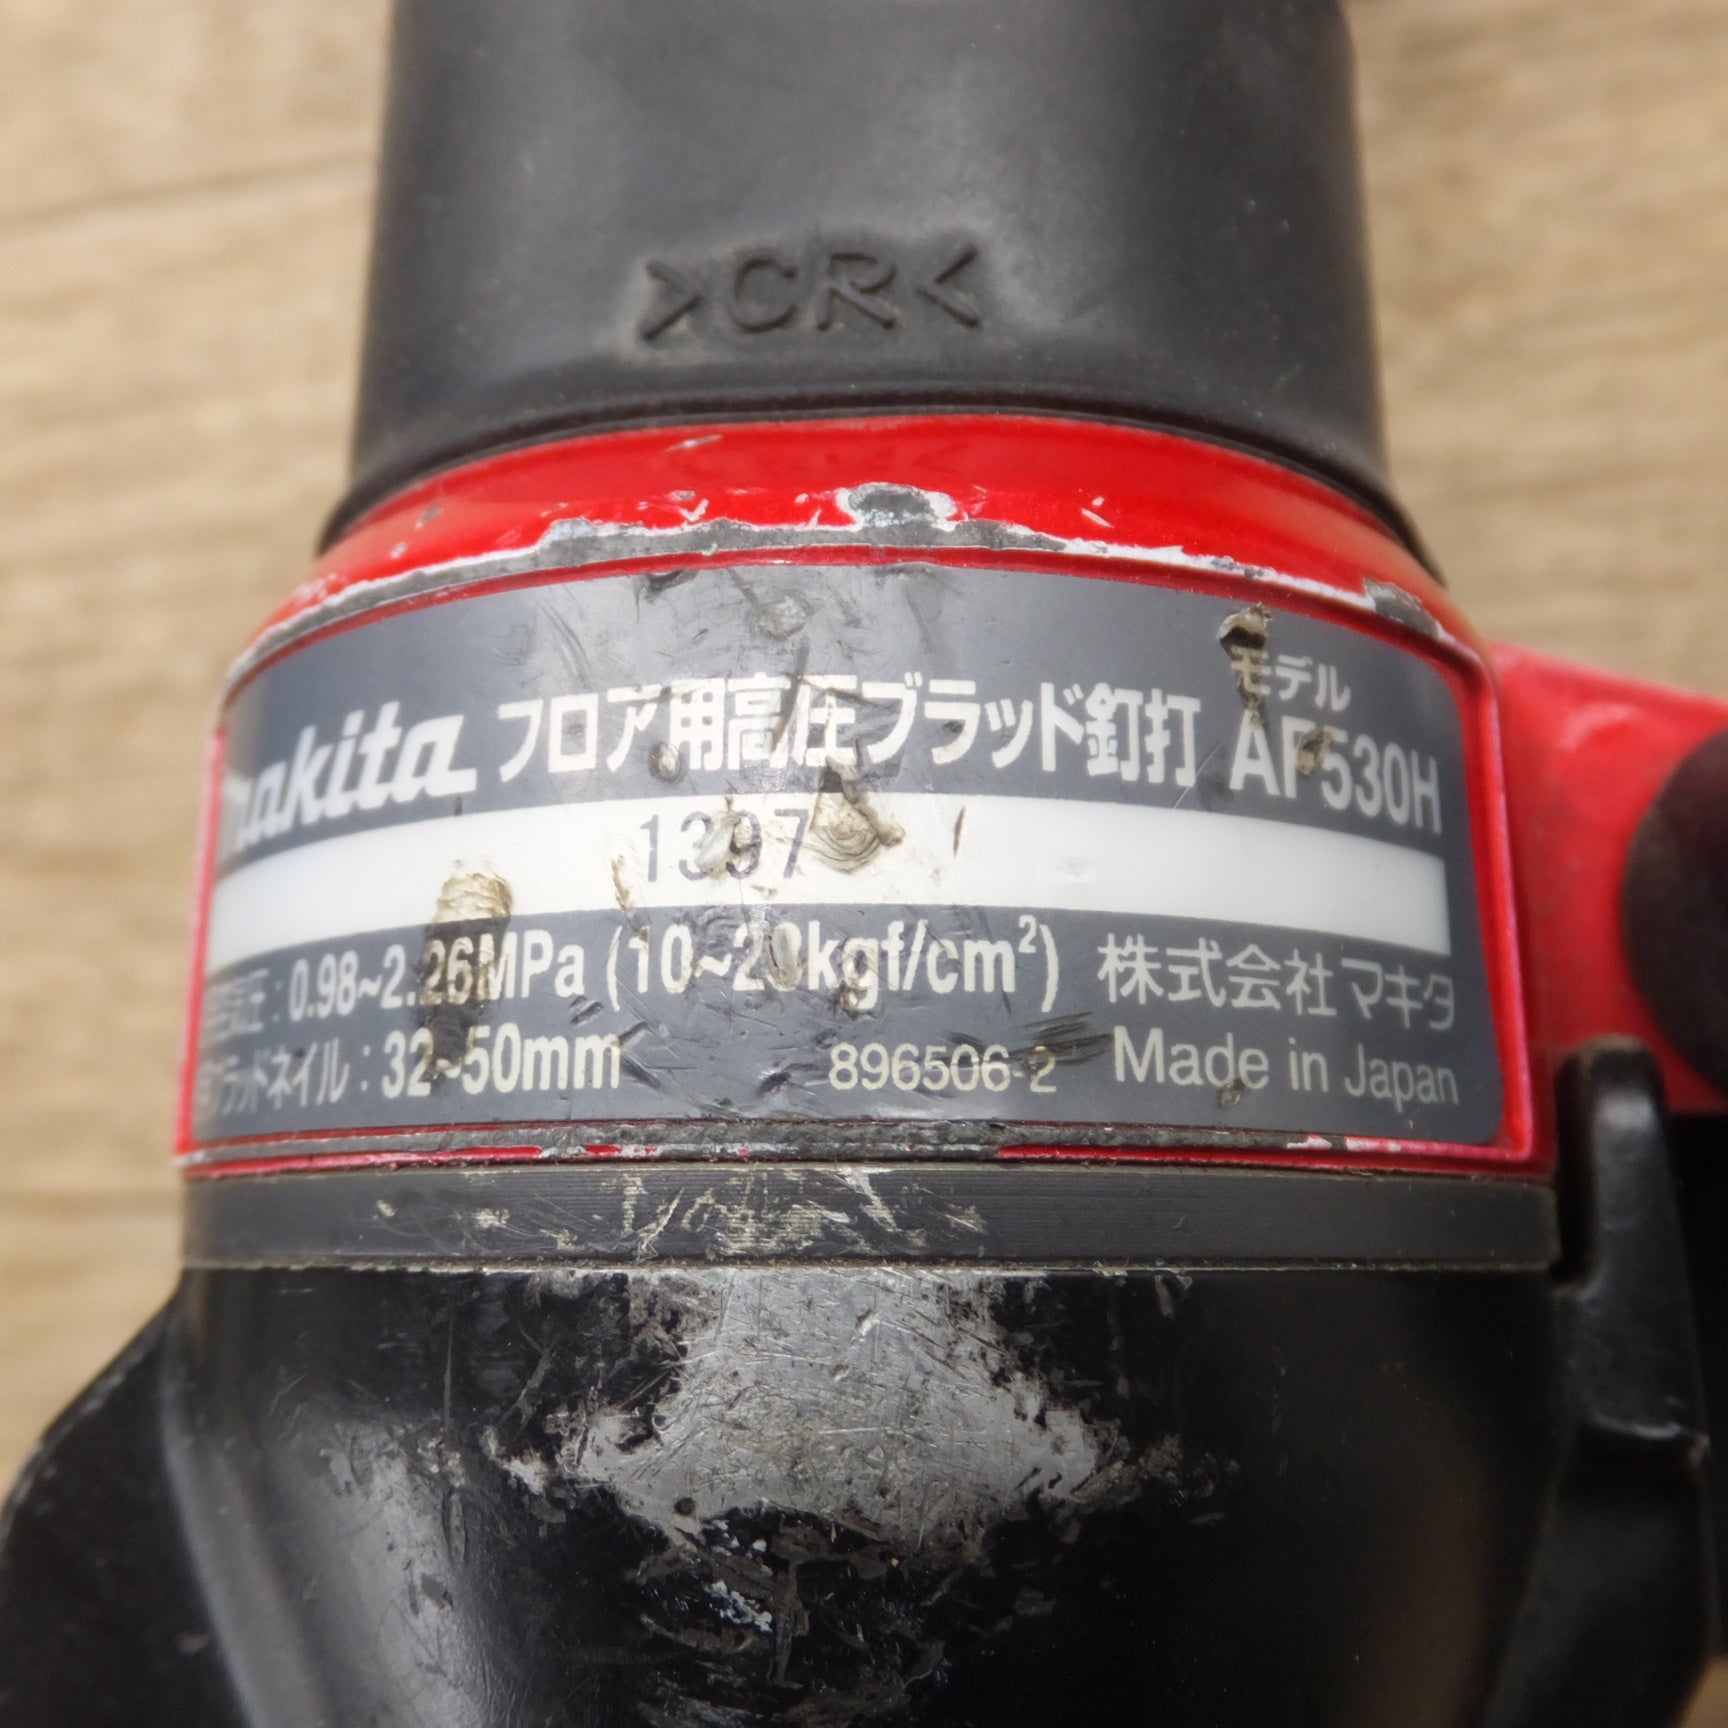 >CR<
makita フロア用高圧ブラッド釘打
モデル
AF530H
1397
0.98~2.26MPa (10~23kgf/cm²)
株式会社マキタ
ブラッドネイル : 32~50mm
896506-2
Made in Japan